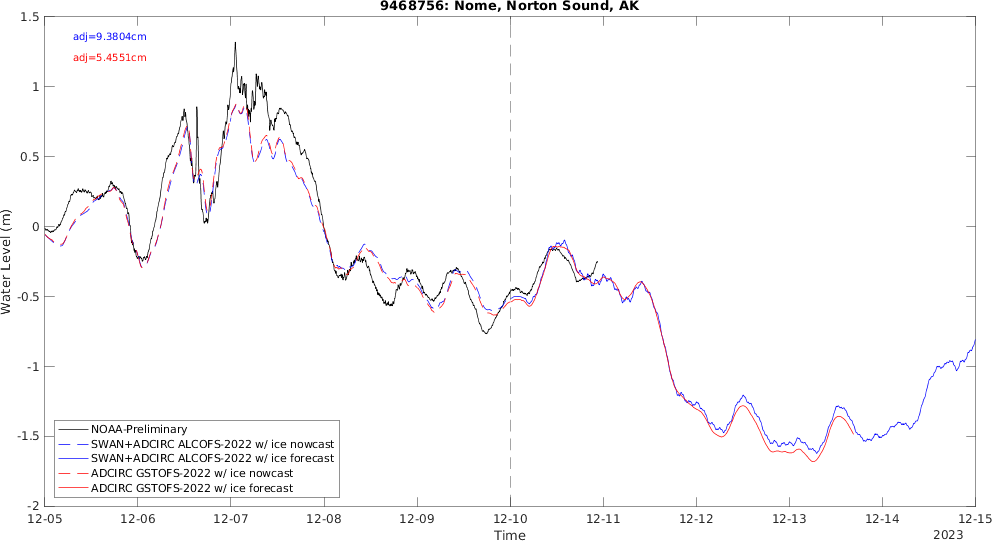 9468756: Nome, Norton Sound, AK
1.5
adj=9.3804cm
adj=5.4551cm
1
0.5
0
-0.5
-1
-1.5
-2
Water Level (m)
NOAA-Preliminary
SWAN+ADCIRC ALCOFS-2022 w/ ice nowcast
SWAN+ADCIRC ALCOFS-2022 w/ ice forecast
ADCIRC GSTOFS-2022 w/ ice nowcast
ADCIRC GSTOFS-2022 w/ ice forecast
12-05 12-06 12-07 12-08 12-09 12-10 12-11 12-12 12-13 12-14 12-15
Time
2023